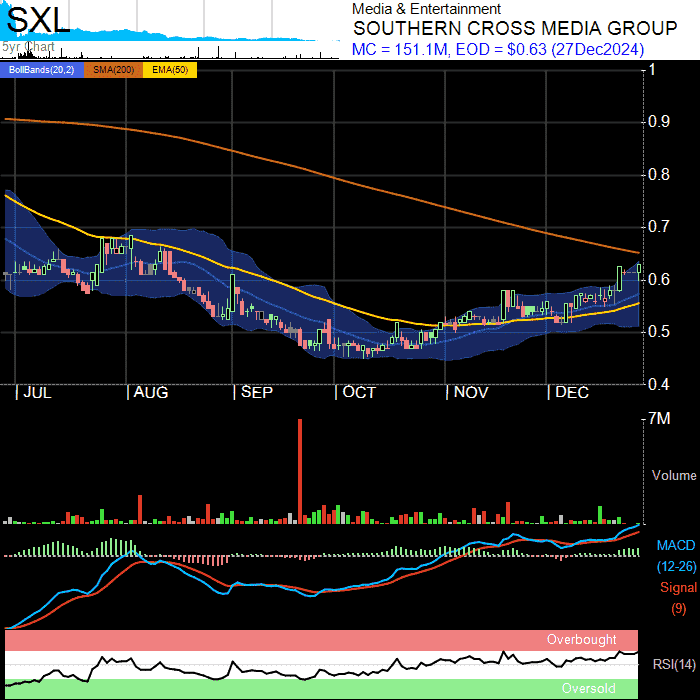 SXL
5yr Chart
Media & Entertainment
SOUTHERN CROSS MEDIA GROUP
MC = 151.1M, EOD = $0.63 (27Dec2024)
BollBands(20,2) SMA(200) EMA(50)
1
0.9
0.8
0.7
0.6
0.5
0.4
JUL AUG SEP OCT NOV DEC
7M
Volume
MACD
(12-26)
Signal
(9)
Overbought
RSI(14)
Oversold